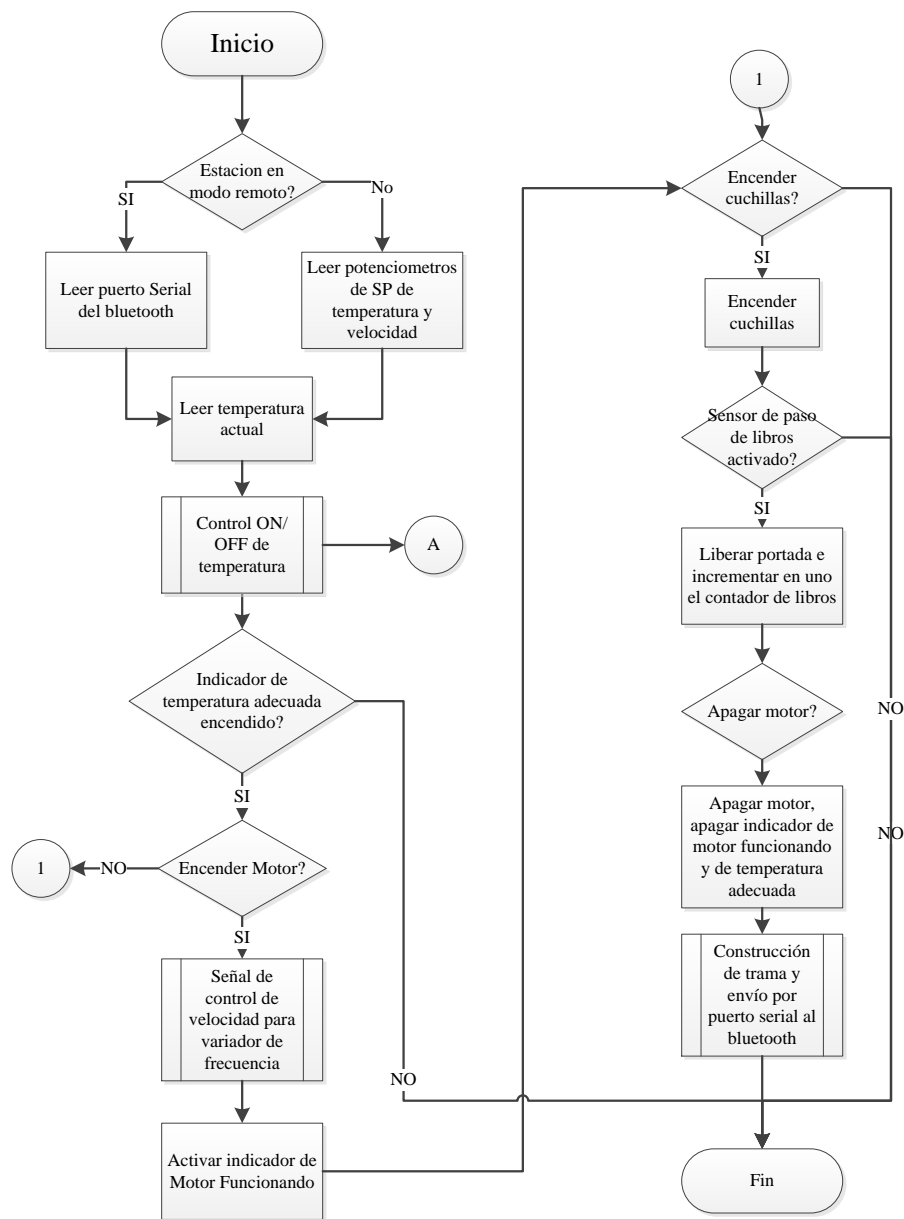 Inicio
Estacion en
modo remoto?
SI
No
Leer puerto Serial
del bluetooth
Leer potenciometros
de SP de
temperatura y
velocidad
Leer temperatura
actual
Control ON/
OFF de
temperatura
A
Indicador de
temperatura adecuada
encendido?
SI
NO
Encender Motor?
NO
1
SI
Señal de
control de
velocidad para
variador de
frecuencia
Activar indicador de
Motor Funcionando
1
Encender
cuchillas?
SI
Encender
cuchillas
Sensor de paso
de libros
activado?
SI
Liberar portada e
incrementar en uno
el contador de libros
Apagar motor?
NO
NO
Apagar motor,
apagar indicador de
motor funcionando
y de temperatura
adecuada
Construcción
de trama y
envío por
puerto serial al
bluetooth
Fin